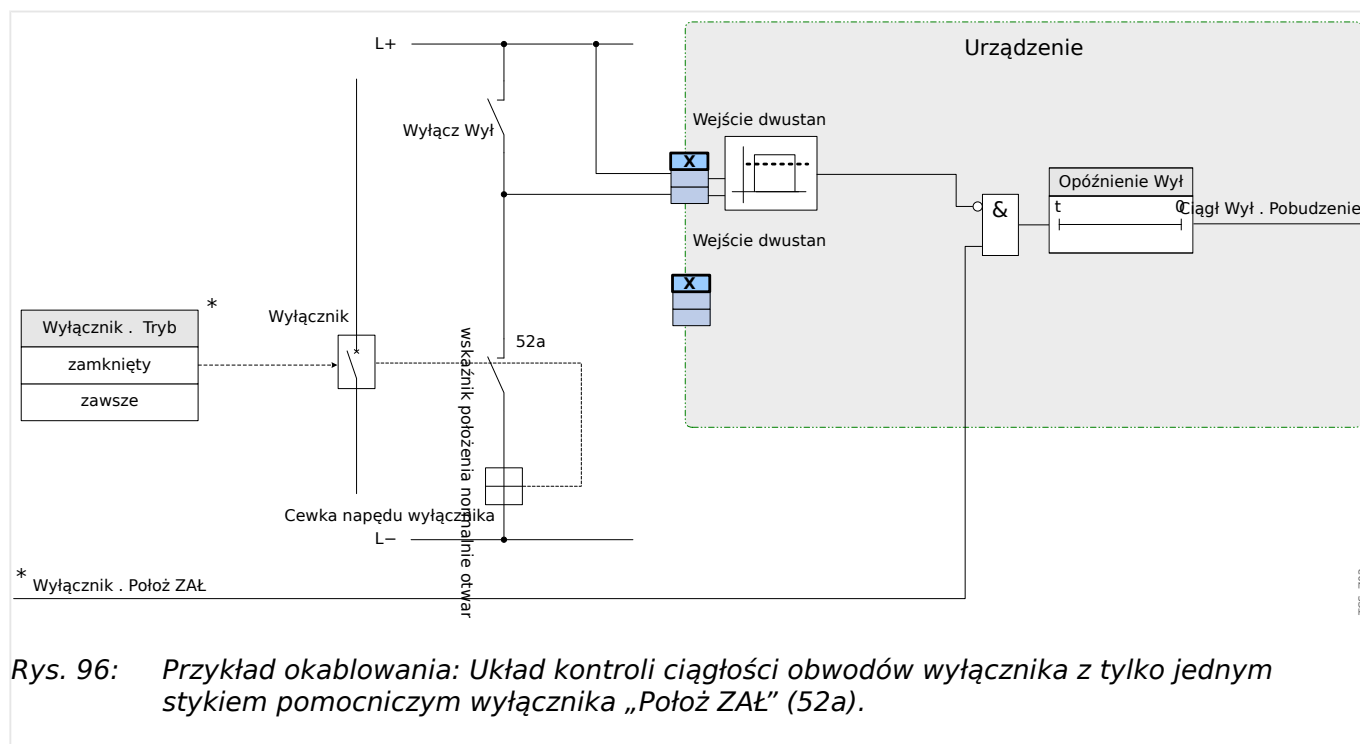 L+
Urządzenie
Wyłącz Wył
Wejście dwustan
X
Opóźnienie Wył
t
0
&
Ciągł Wył . Pobudzenie
Wejście dwustan
X
*
Wyłącznik . Tryb
zamknięty
zawsze
Wyłącznik
52a
wskaźnik położenia normalnie otwar
Cewka napędu wyłącznika
L−
* Wyłącznik . Położ ZAŁ
Rys. 96: Przykład okablowania: Układ kontroli ciągłości obwodów wyłącznika z tylko jednym
stykiem pomocniczym wyłącznika „Położ ZAŁ” (52a).